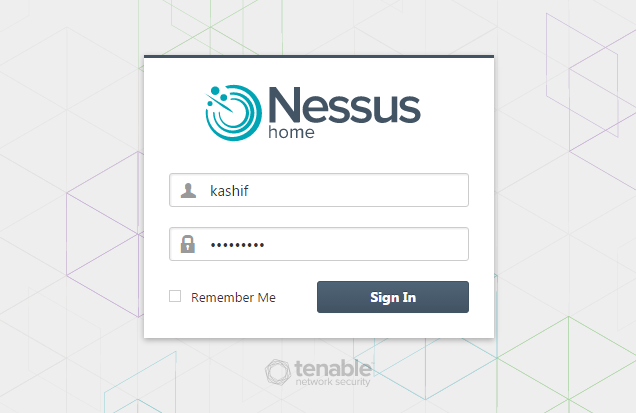 Nessus
home
kashif
•••••••••
Remember Me
Sign In
tenable
network security